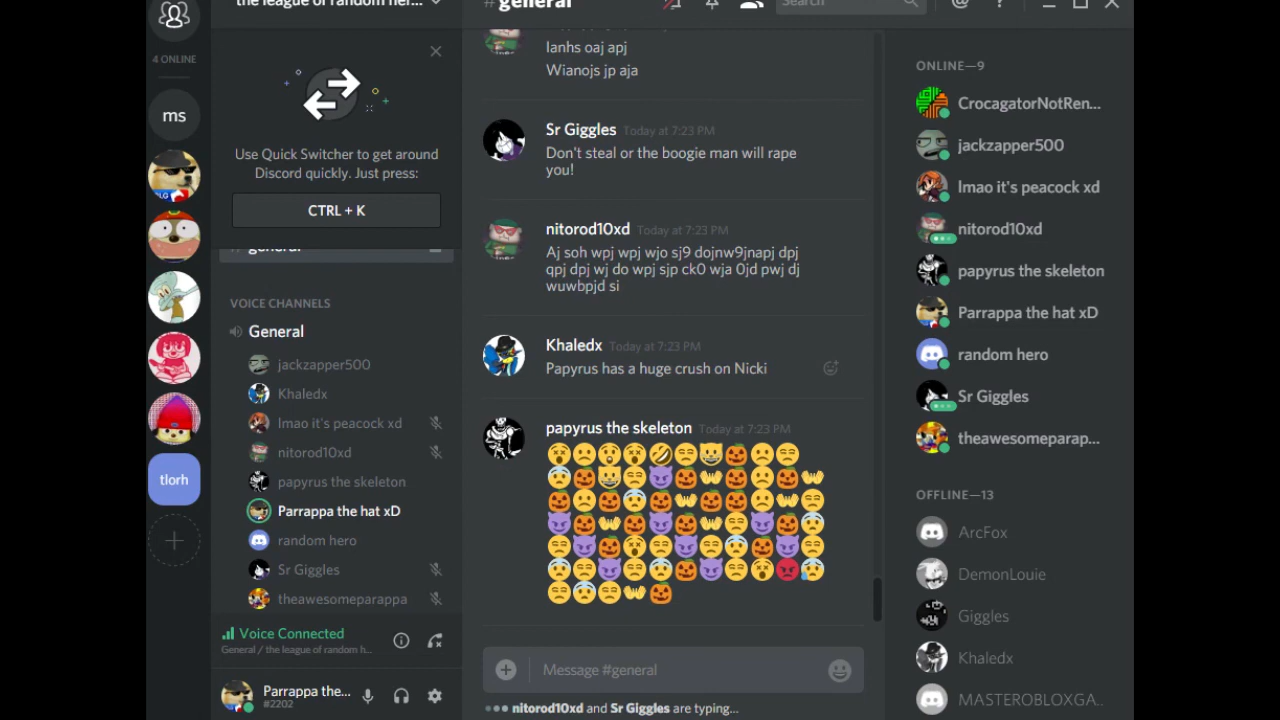 the league of random her...
#general
Search
4 ONLINE
ms
tlorh
Use Quick Switcher to get around
Discord quickly. Just press:
CTRL + K
general
VOICE CHANNELS
General
jackzapper500
Khaledx
lmao it's peacock xd
nitorod10xd
papyrus the skeleton
Parrappa the hat xD
random hero
Sr Giggles
theawesomeparappa
Voice Connected
General / the league of random h...
Parrappa the...
#2202
Ianhs oaj apj
Wianojs jp aja
Sr Giggles Today at 7:23 PM
Don't steal or the boogie man will rape
you!
nitorod10xd Today at 7:23 PM
Aj soh wpj wpj wjo sj9 dojnw9jnapj dpj
qpj dpj wj do wpj sjp ck0 wja 0jd pwj dj
wuwbpjd si
Khaledx Today at 7:23 PM
Papyrus has a huge crush on Nicki
papyrus the skeleton Today at 7:23 PM
Message #general
nitorod10xd and Sr Giggles are typing...
ONLINE—9
CrocagatorNotRen...
jackzapper500
lmao it's peacock xd
nitorod10xd
papyrus the skeleton
Parrappa the hat xD
random hero
Sr Giggles
theawesomeparap...
OFFLINE—13
ArcFox
DemonLouie
Giggles
Khaledx
MASTEROBLOXGA...